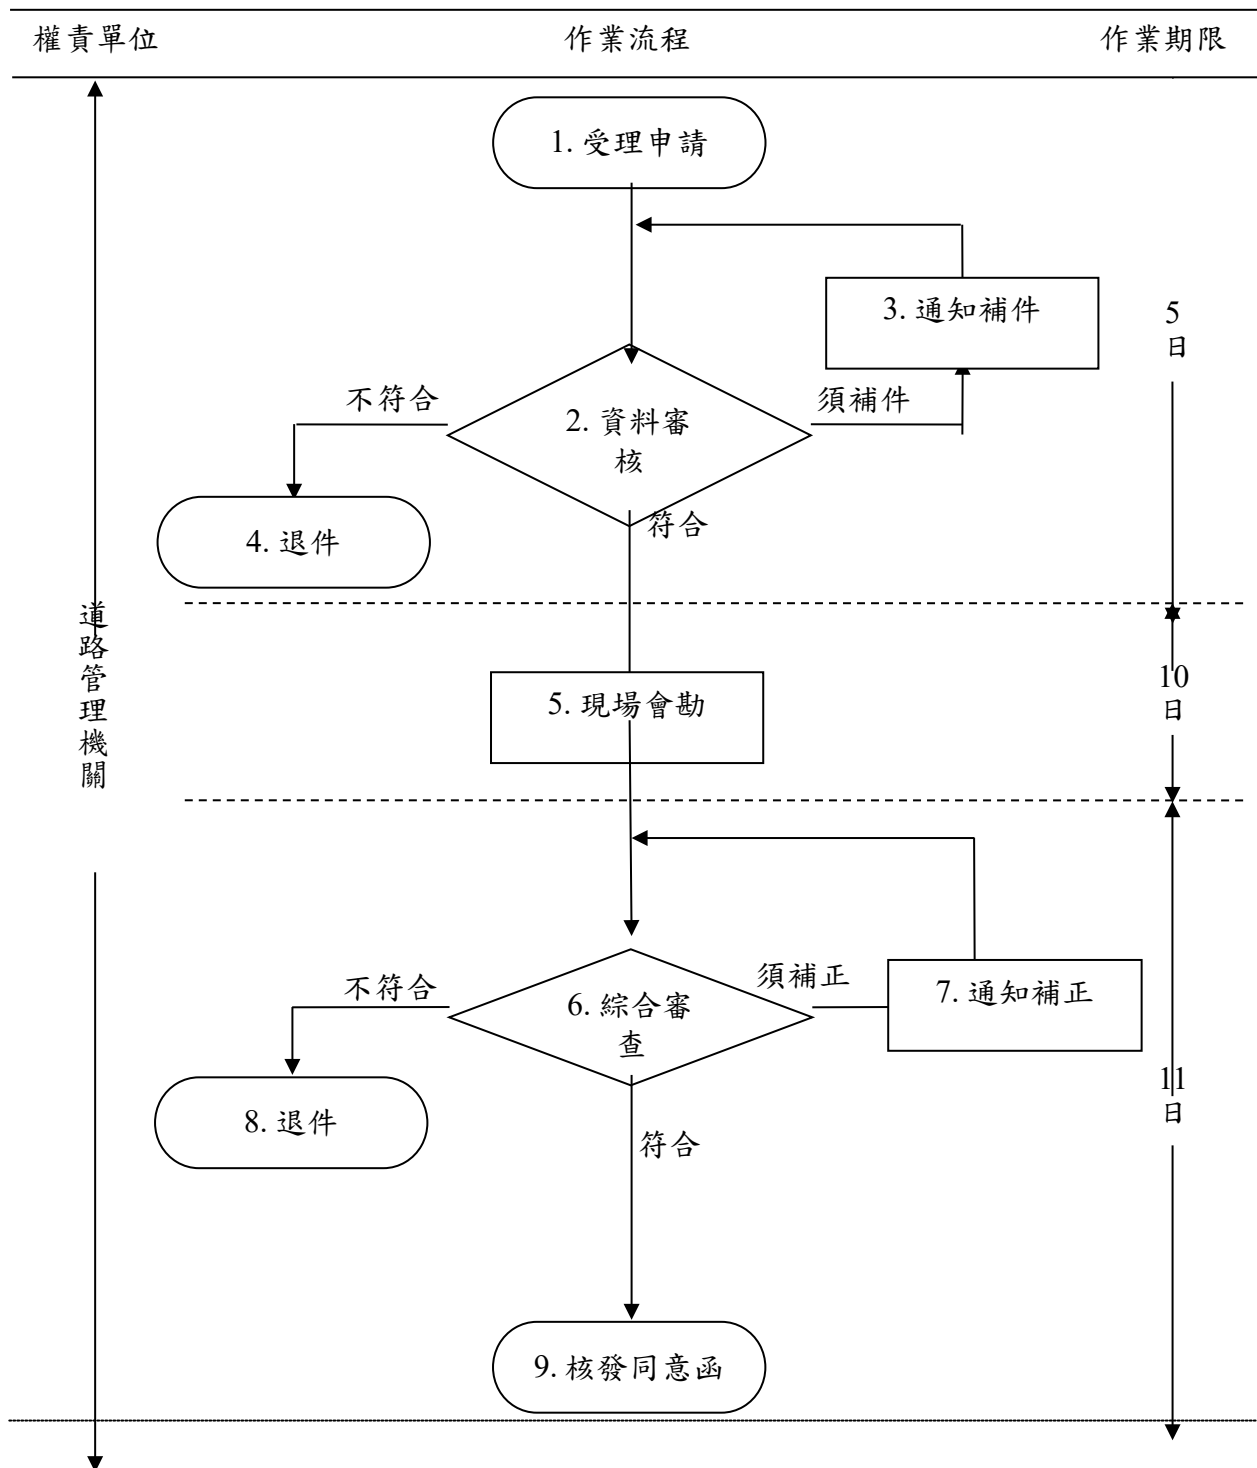 權責單位
作業流程
作業期限
1. 受理申請
3. 通知補件
5
日
不符合
須補件
2. 資料審
核
符合
4. 退件
道路管理機關
5. 現場會勘
10
日
不符合
須補正
6. 綜合審
查
7. 通知補正
8. 退件
符合
11
日
9. 核發同意函